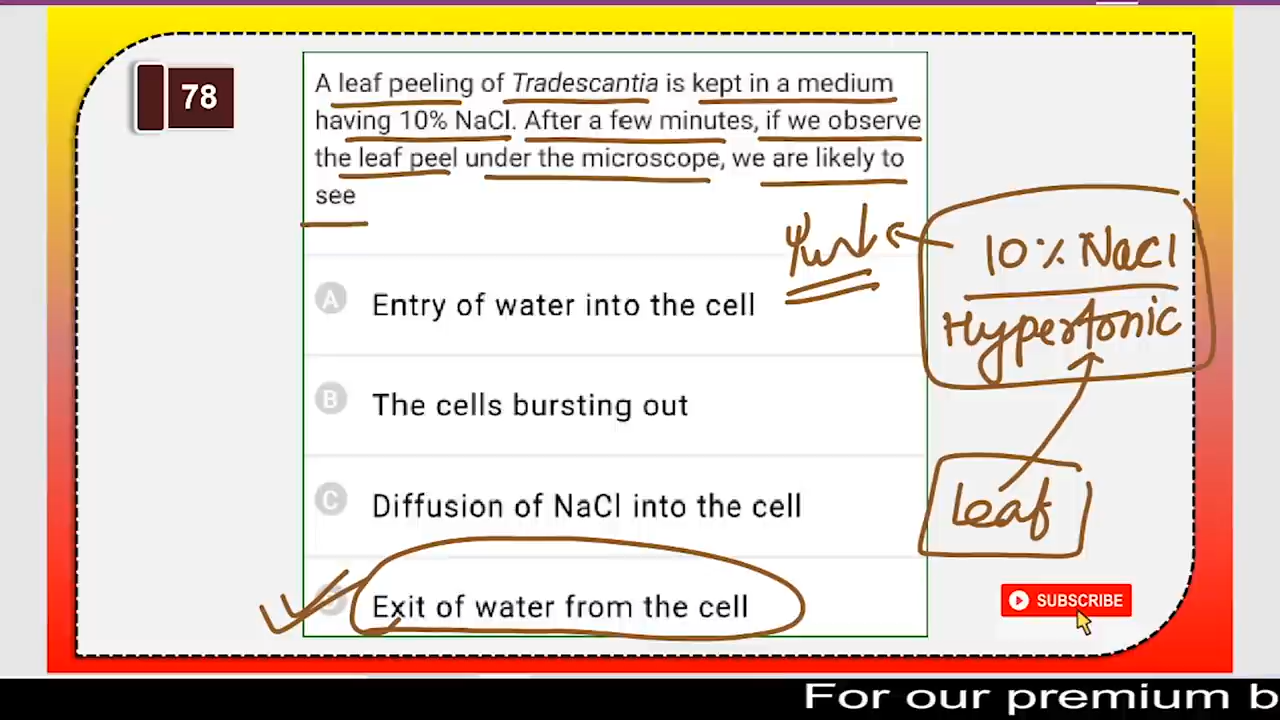 78
A leaf peeling of Tradescantia is kept in a medium
having 10% NaCl. After a few minutes, if we observe
the leaf peel under the microscope, we are likely to
see
10% NaCl
Hypertonic
A Entry of water into the cell
B The cells bursting out
C Diffusion of NaCl into the cell
leaf
Exit of water from the cell
SUBSCRIBE
For our premium b